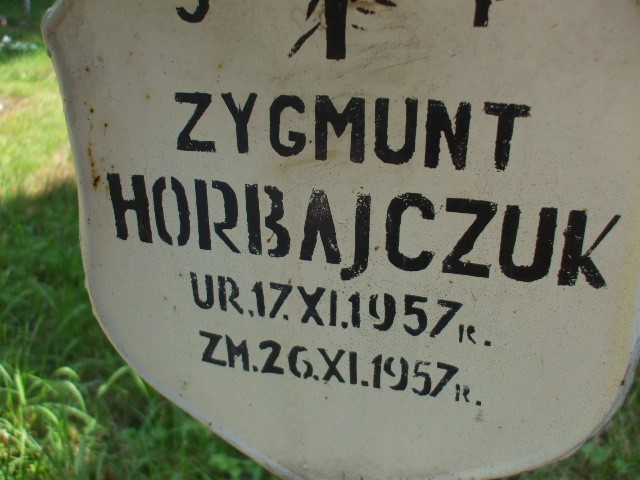 ZYGMUNT
HORBAJCZUK
UR.17.XI.1957R.
ZM.26.XI.1957R.